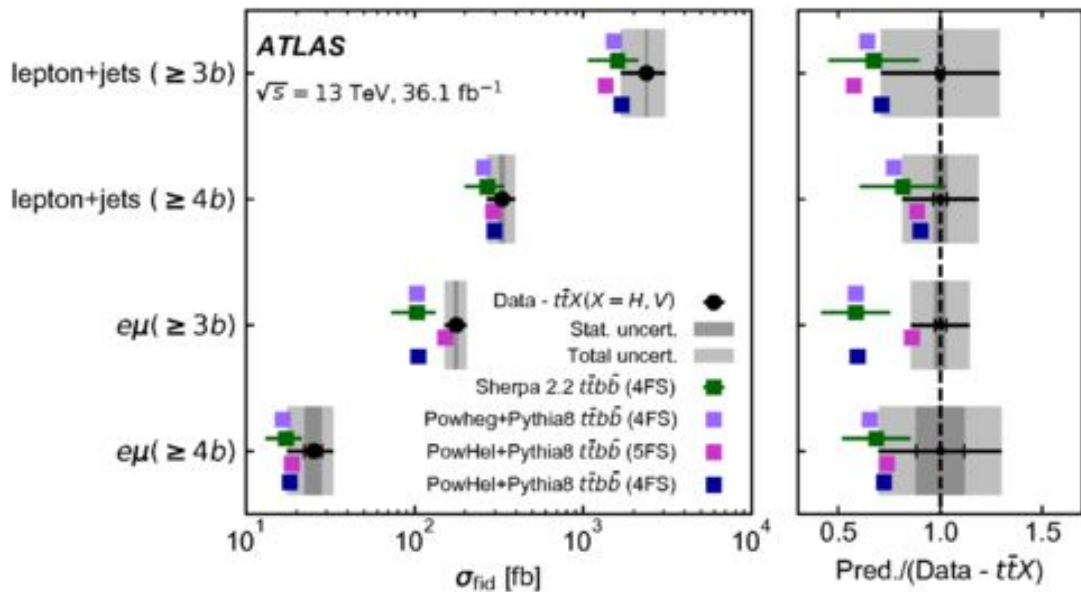 ATLAS
√s = 13 TeV, 36.1 fb⁻¹
lepton+jets ( ≥ 3b)
lepton+jets ( ≥ 4b)
eμ(≥ 3b)
eμ(≥ 4b)
Data - tt̄X(X = H, V)
Stat. uncert.
Total uncert.
Sherpa 2.2 tt̄bb̄ (4FS)
Powheg+Pythia8 tt̄bb̄ (4FS)
PowHel+Pythia8 tt̄bb̄ (5FS)
PowHel+Pythia8 tt̄bb̄ (4FS)
10¹ 10² 10³ 10⁴
σfid [fb]
0.5 1.0 1.5
Pred./(Data - tt̄X)